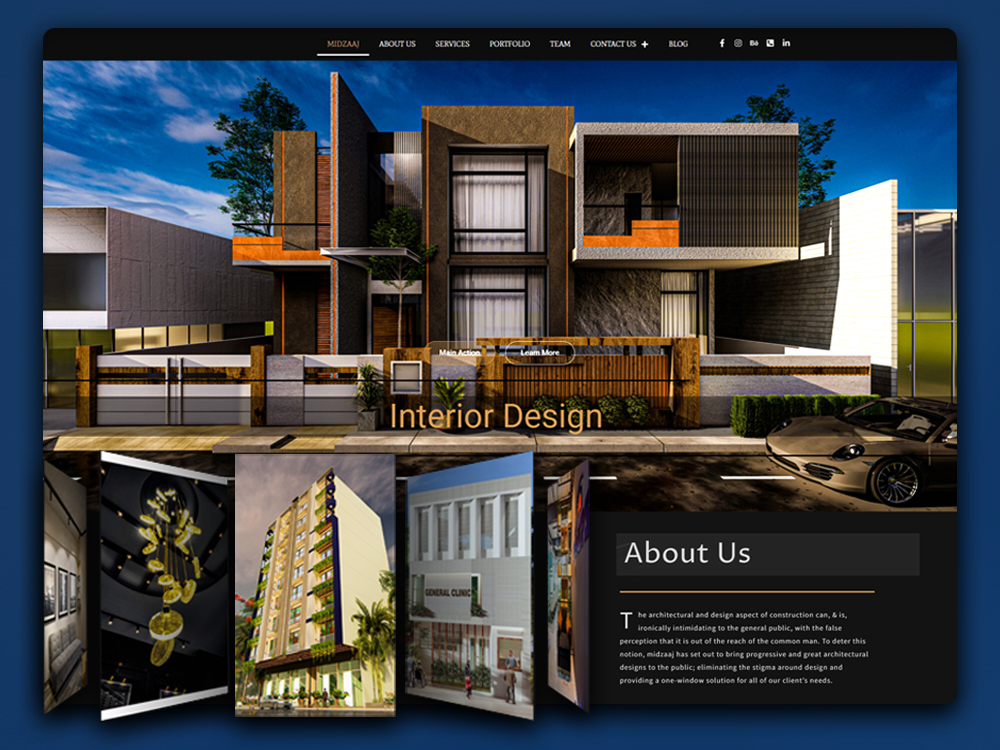 MIDZAAJ ABOUT US SERVICES PORTFOLIO TEAM CONTACT US + BLOG
Main Action Learn More
Interior Design
GENERAL CLINIC
About Us
The architectural and design aspect of construction can, & is,
ironically intimidating to the general public, with the false
perception that it is out of the reach of the common man. To deter this
notion, midzaaj has set out to bring progressive and great architectural
designs to the public; eliminating the stigma around design and
providing a one-window solution for all of our client's needs.